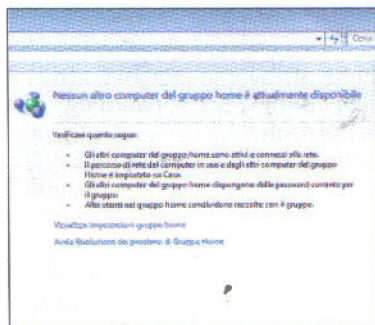 Cerca
Nessun altro computer del gruppo home è attualmente disponibile
Verificare quanto segue:
Gli altri computer del gruppo home sono attivi e connessi alla rete.
Il percorso di rete del computer in uso e degli altri computer del gruppo
Home è impostato su Casa.
Gli altri computer del gruppo home dispongono della password corrente per
il gruppo.
Altri utenti nel gruppo home condividono raccolte con il gruppo.
Visualizza impostazioni gruppo home
Avvia Risoluzione dei problemi di Gruppo Home